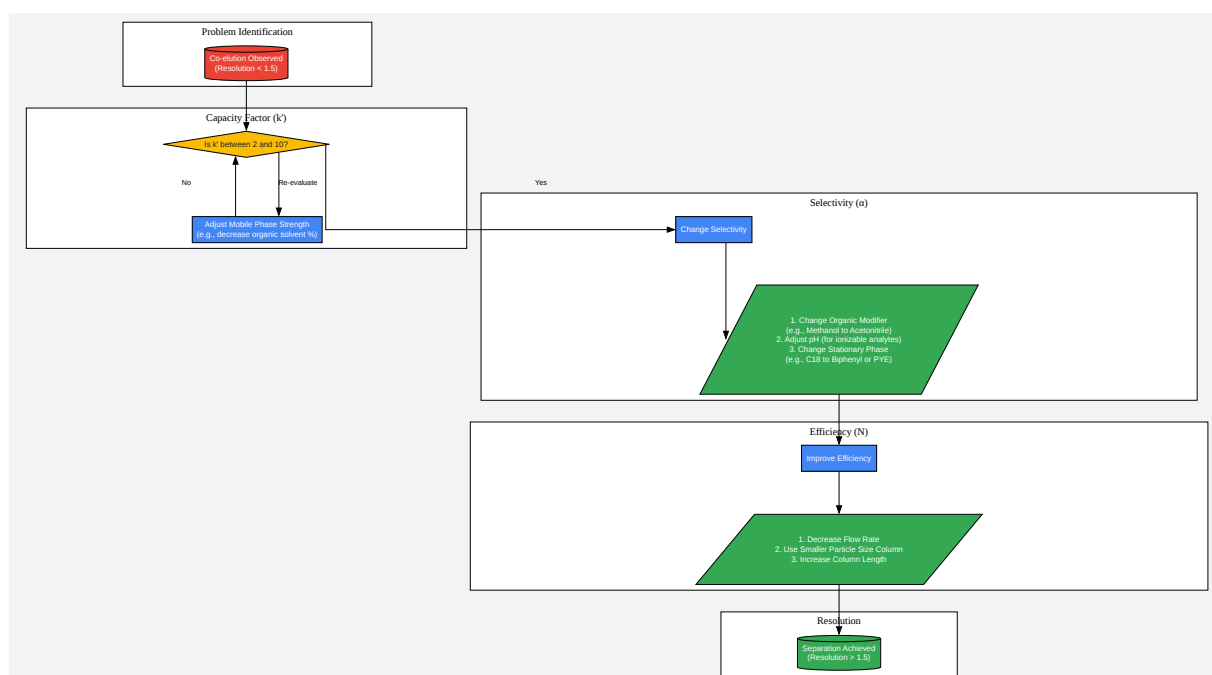 Problem Identification
Co-elution Observed
(Resolution < 1.5)
Capacity Factor (k')
Is k' between 2 and 10?
No
Re-evaluate
Yes
Adjust Mobile Phase Strength
(e.g., decrease organic solvent %)
Selectivity (α)
Change Selectivity
1. Change Organic Modifier
(e.g., Methanol to Acetonitrile)
2. Adjust pH (for ionizable analytes)
3. Change Stationary Phase
(e.g., C18 to Biphenyl or PYE)
Efficiency (N)
Improve Efficiency
1. Decrease Flow Rate
2. Use Smaller Particle Size Column
3. Increase Column Length
Resolution
Separation Achieved
(Resolution > 1.5)